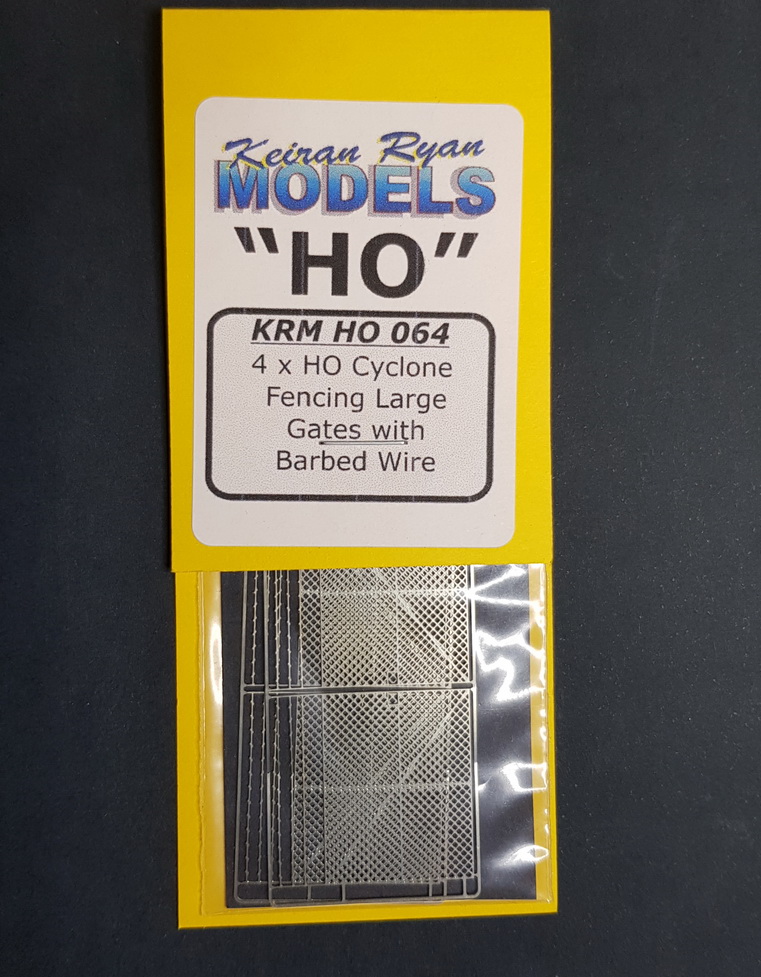 Keiran Ryan
MODELS
"HO"
KRM HO 064
4 x HO Cyclone
Fencing Large
Gates with
Barbed Wire